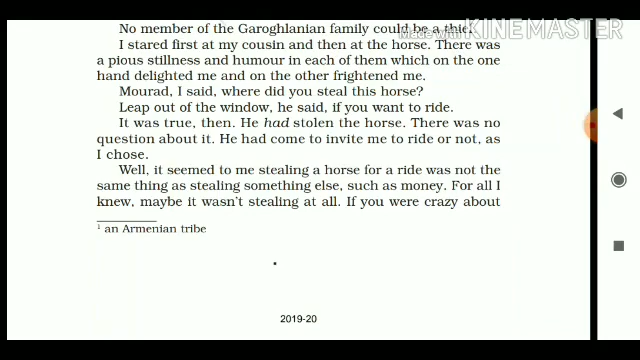 No member of the Garoghlanian family could be a thief.
Made with KINEMASTER
I stared first at my cousin and then at the horse. There was
a pious stillness and humour in each of them which on the one
hand delighted me and on the other frightened me.
Mourad, I said, where did you steal this horse?
Leap out of the window, he said, if you want to ride.
It was true, then. He had stolen the horse. There was no
question about it. He had come to invite me to ride or not, as
I chose.
Well, it seemed to me stealing a horse for a ride was not the
same thing as stealing something else, such as money. For all I
knew, maybe it wasn't stealing at all. If you were crazy about
1 an Armenian tribe
2019-20